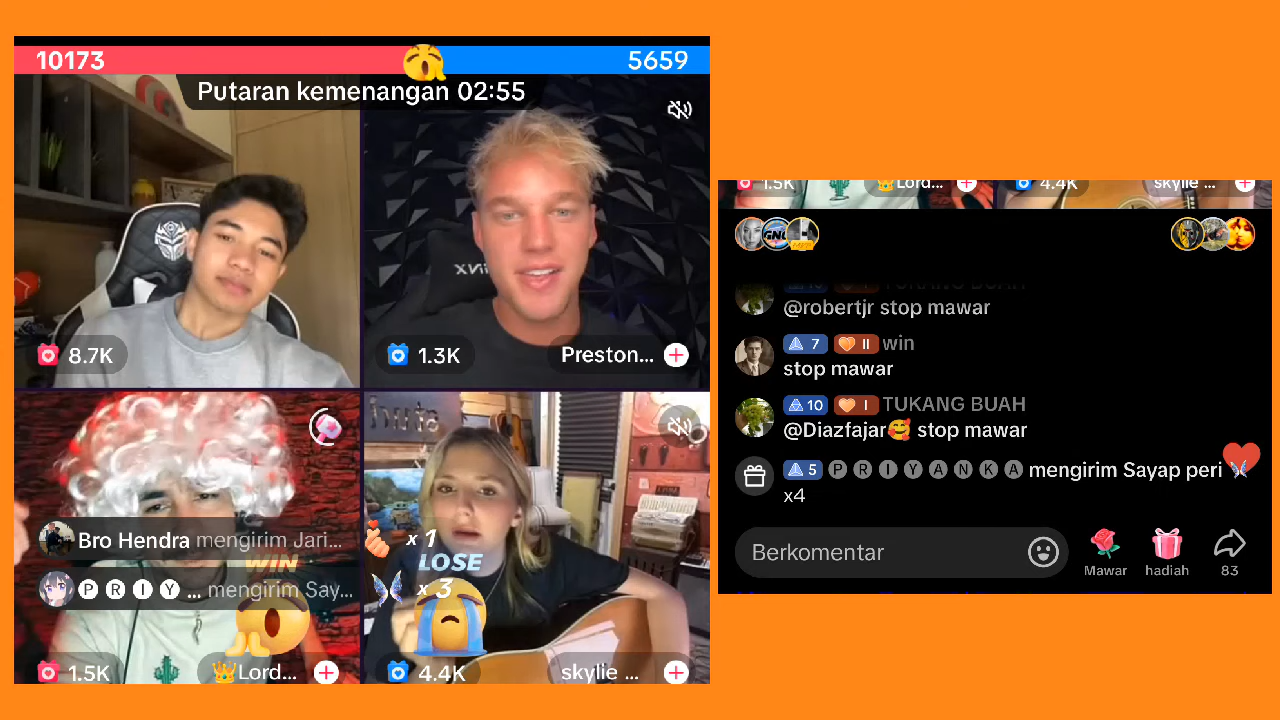 10173
5659
Putaran kemenangan 02:55
8.7K
1.3K
Preston...
Bro Hendra mengirim Jari...
x 1
WIN
LOSE
🅟 🅡 🅘 🅨 ... mengirim Say...
x 3
1.5K
Lord...
4.4K
skylie ...
1.5K
Lord...
4.4K
skylie ...
TUKANG BUAH
@robertjr stop mawar
7 II win
stop mawar
10 I TUKANG BUAH
@Diazfajar🥰 stop mawar
5 🅟 🅡 🅘 🅨 🅐 🅝 🅚 🅐 mengirim Sayap peri
x4
Berkomentar
Mawar
hadiah
83